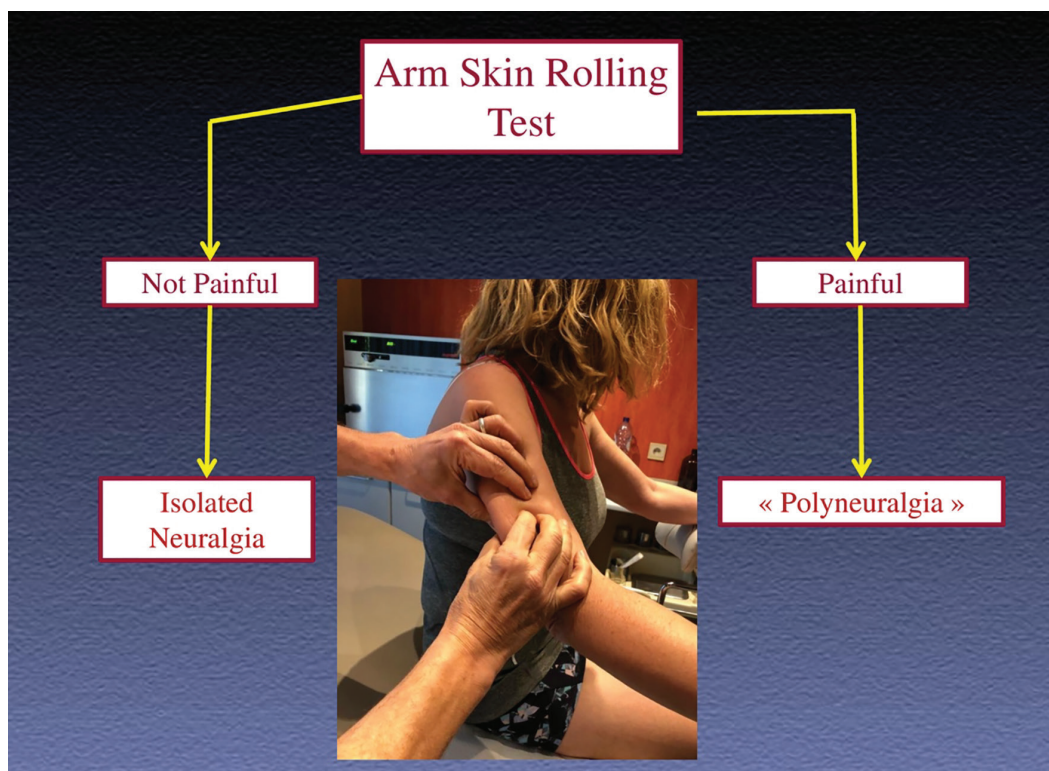 Arm Skin Rolling
Test
Not Painful
Painful
Isolated
Neuralgia
« Polyneuralgia »